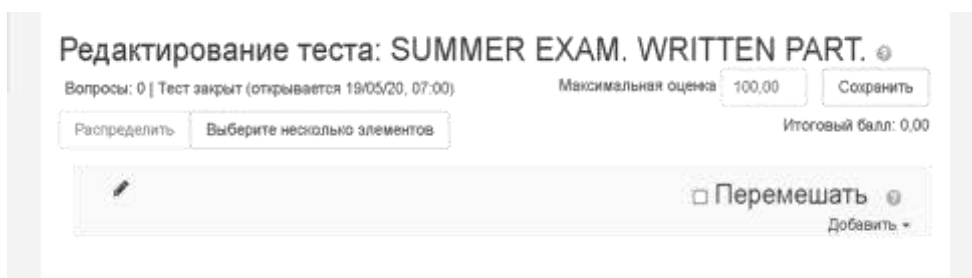 Редактирование теста: SUMMER EXAM. WRITTEN PART.
Вопросы: 0 | Тест закрыт (открывается 19/05/20, 07:00) Максимальная оценка 100,00 Сохранить
Распределить Выберите несколько элементов Итоговый балл: 0,00
Перемешать
Добавить